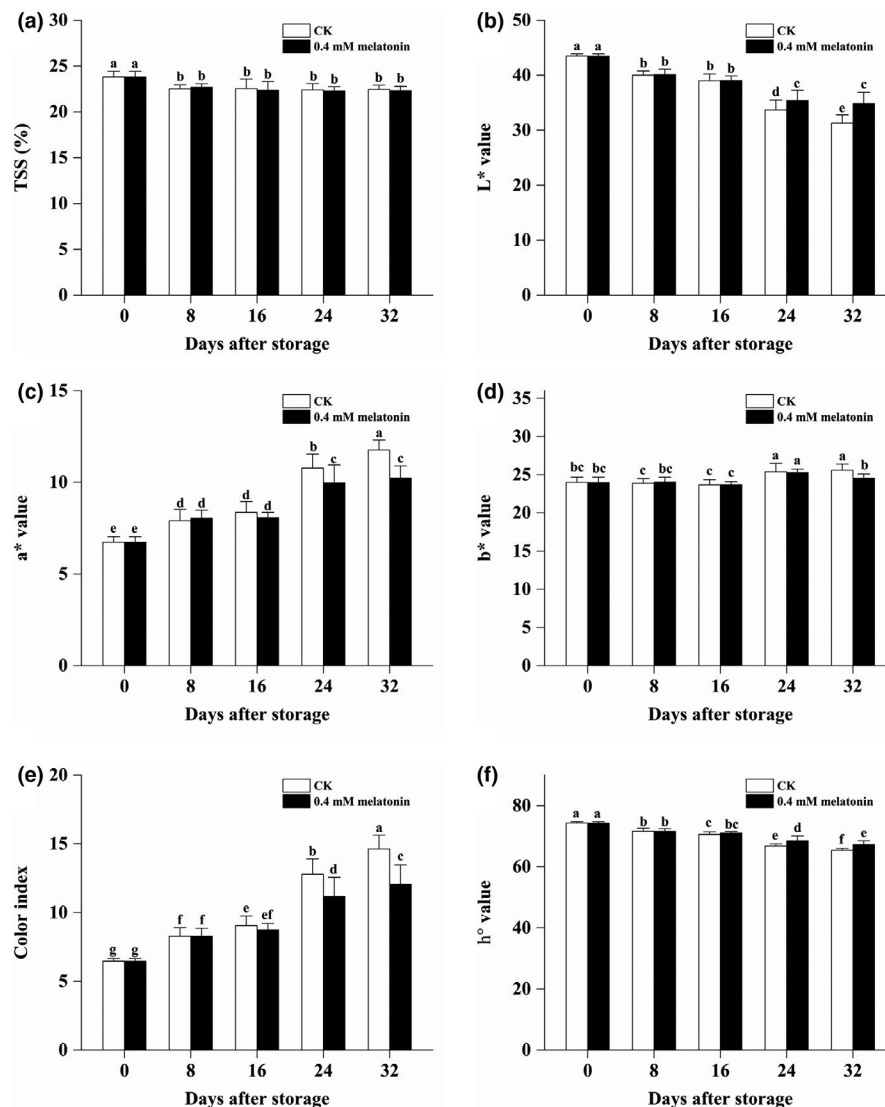 (a)
CK
0.4 mM melatonin
30
25
20
15
10
5
0
TSS (%)
a a b b b b b b b b
0 8 16 24 32
Days after storage
(b)
CK
0.4 mM melatonin
50
40
30
20
10
0
L* value
a a b b b b d c e c
0 8 16 24 32
Days after storage
(c)
CK
0.4 mM melatonin
15
10
5
0
a* value
e e d d d d b c a c
0 8 16 24 32
Days after storage
(d)
CK
0.4 mM melatonin
35
30
25
20
15
10
5
0
b* value
bc bc c bc c c a a a b
0 8 16 24 32
Days after storage
(e)
CK
0.4 mM melatonin
20
15
10
5
0
Color index
g g f f e ef b d a c
0 8 16 24 32
Days after storage
(f)
CK
0.4 mM melatonin
80
60
40
20
0
h° value
a a b b c bc e d f e
0 8 16 24 32
Days after storage